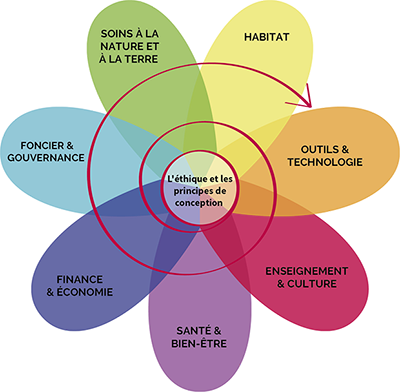 SOINS À LA
NATURE ET
À LA TERRE
HABITAT
OUTILS &
TECHNOLOGIE
ENSEIGNEMENT
& CULTURE
SANTÉ &
BIEN-ÊTRE
FINANCE
& ÉCONOMIE
FONCIER &
GOUVERNANCE
L'éthique et les
principes de
conception